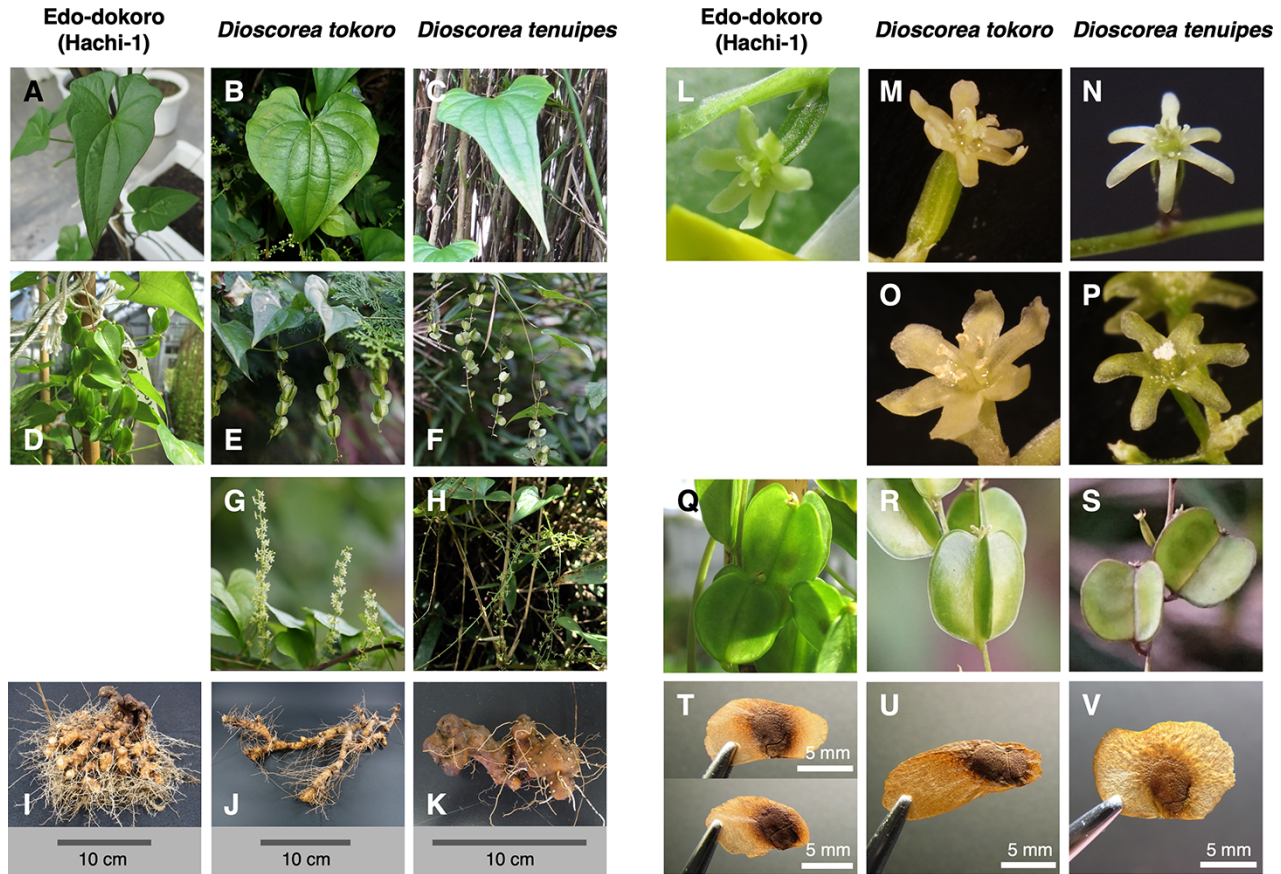 Edo-dokoro
(Hachi-1)
Dioscorea tokoro
Dioscorea tenuipes
A
B
C
D
E
F
G
H
I
J
K
10 cm
10 cm
10 cm
Edo-dokoro
(Hachi-1)
Dioscorea tokoro
Dioscorea tenuipes
L
M
N
O
P
Q
R
S
T
5 mm
5 mm
U
5 mm
V
5 mm